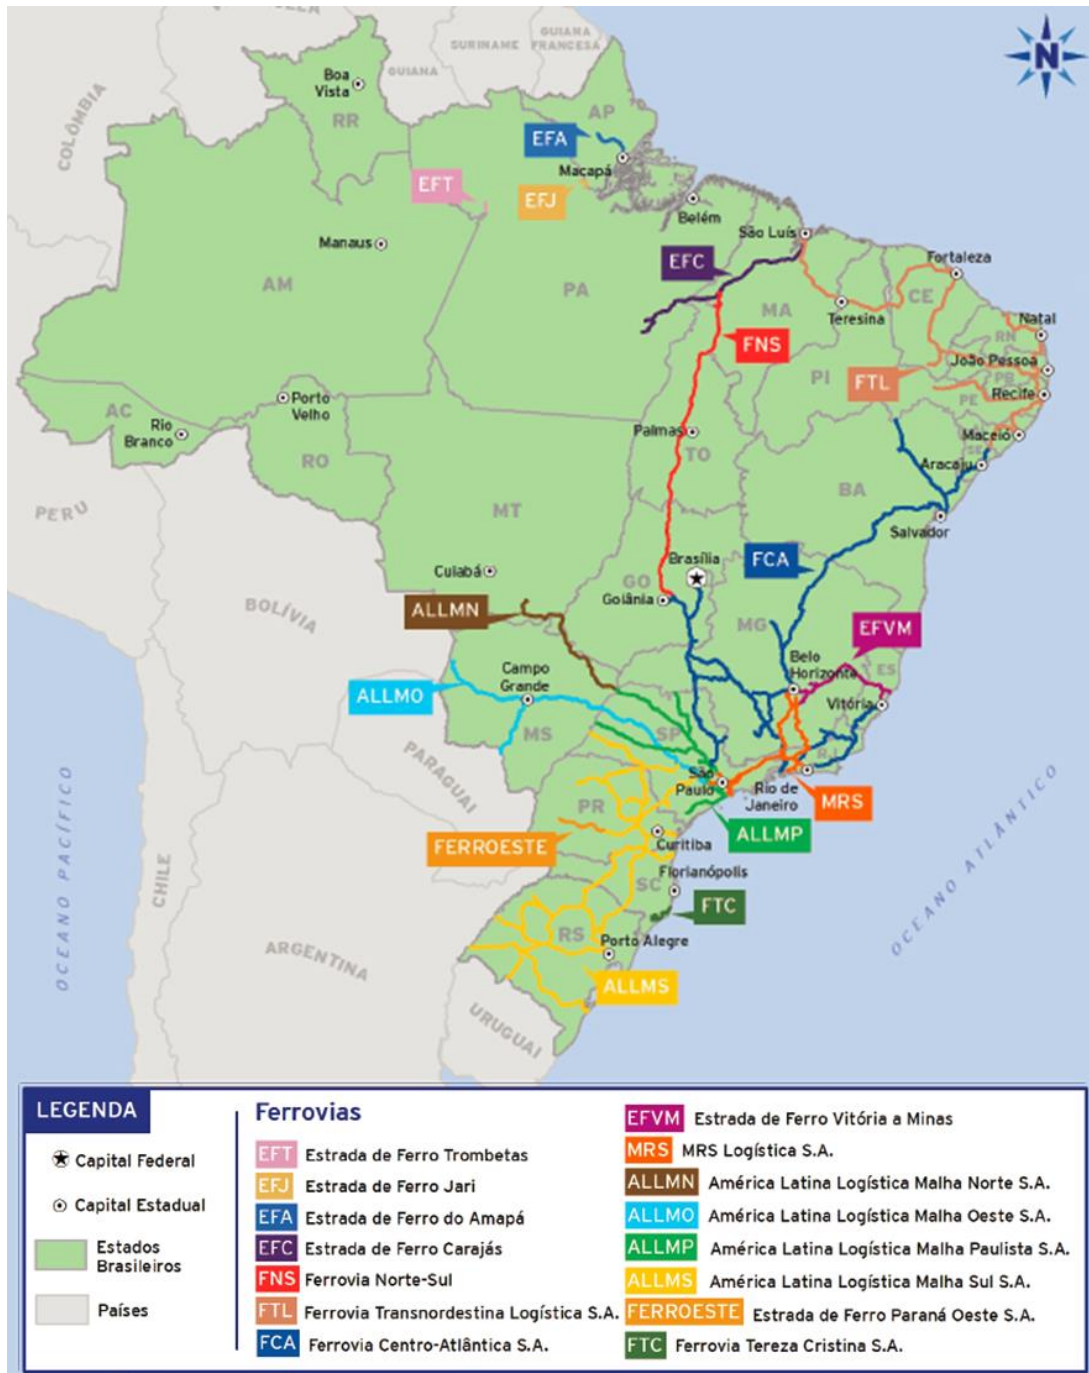 VENEZUELA
SURINAME
GUIANA
FRANCESA
GUIANA
N
COLÔMBIA
Boa
Vista
RR
AP
EFA
Macapá
EFT
EFJ
Belém
São Luís
Manaus
Fortaleza
EFC
AM
PA
CE
MA
Teresina
Natal
RN
FNS
João Pessoa
PI
FTL
PB
Recife
PE
AC
Rio
Branco
Porto
Velho
Palmas
Maceió
SE
Aracaju
RO
TO
BA
PERU
MT
Salvador
Brasília
FCA
Cuiabá
GO
Goiânia
BOLÍVIA
ALLMN
MG
EFVM
Belo
Horizonte
ES
Campo
Grande
ALLMO
Vitória
MS
SP
PARAGUAI
RJ
São
Paulo
Rio de
Janeiro
MRS
PR
OCEANO PACÍFICO
OCEANO ATLÂNTICO
FERROESTE
Curitiba
ALLMP
CHILE
Florianópolis
SC
FTC
RS
Porto Alegre
ARGENTINA
ALLMS
URUGUAI
LEGENDA
Capital Federal
Capital Estadual
Estados
Brasileiros
Países
Ferrovias
EFT Estrada de Ferro Trombetas
EFJ Estrada de Ferro Jari
EFA Estrada de Ferro do Amapá
EFC Estrada de Ferro Carajás
FNS Ferrovia Norte-Sul
FTL Ferrovia Transnordestina Logística S.A.
FCA Ferrovia Centro-Atlântica S.A.
EFVM Estrada de Ferro Vitória a Minas
MRS MRS Logística S.A.
ALLMN América Latina Logística Malha Norte S.A.
ALLMO América Latina Logística Malha Oeste S.A.
ALLMP América Latina Logística Malha Paulista S.A.
ALLMS América Latina Logística Malha Sul S.A.
FERROESTE Estrada de Ferro Paraná Oeste S.A.
FTC Ferrovia Tereza Cristina S.A.